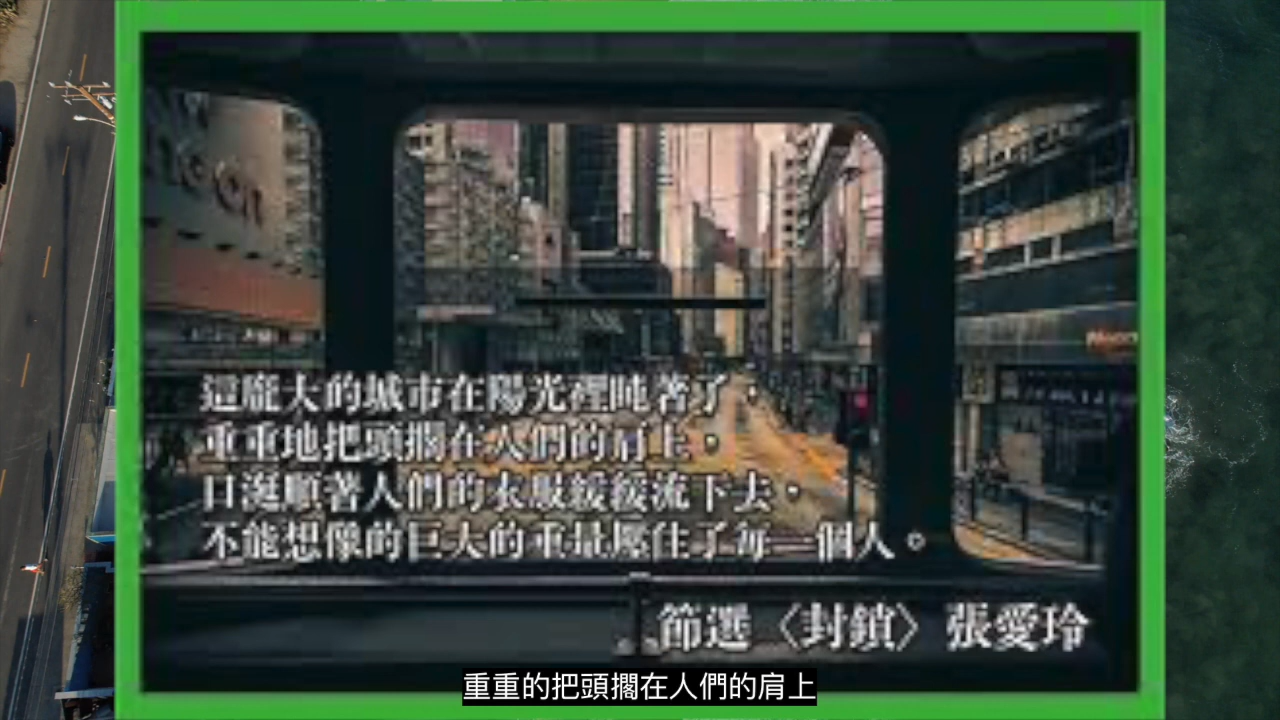 這龐大的城市在陽光裡盹著了，
重重地把頭擱在人們的肩上，
口涎順著人們的衣服緩緩流下去，
不能想像的巨大的重量壓住了每一個人。
節選〈封鎖〉張愛玲
重重的把頭擱在人們的肩上